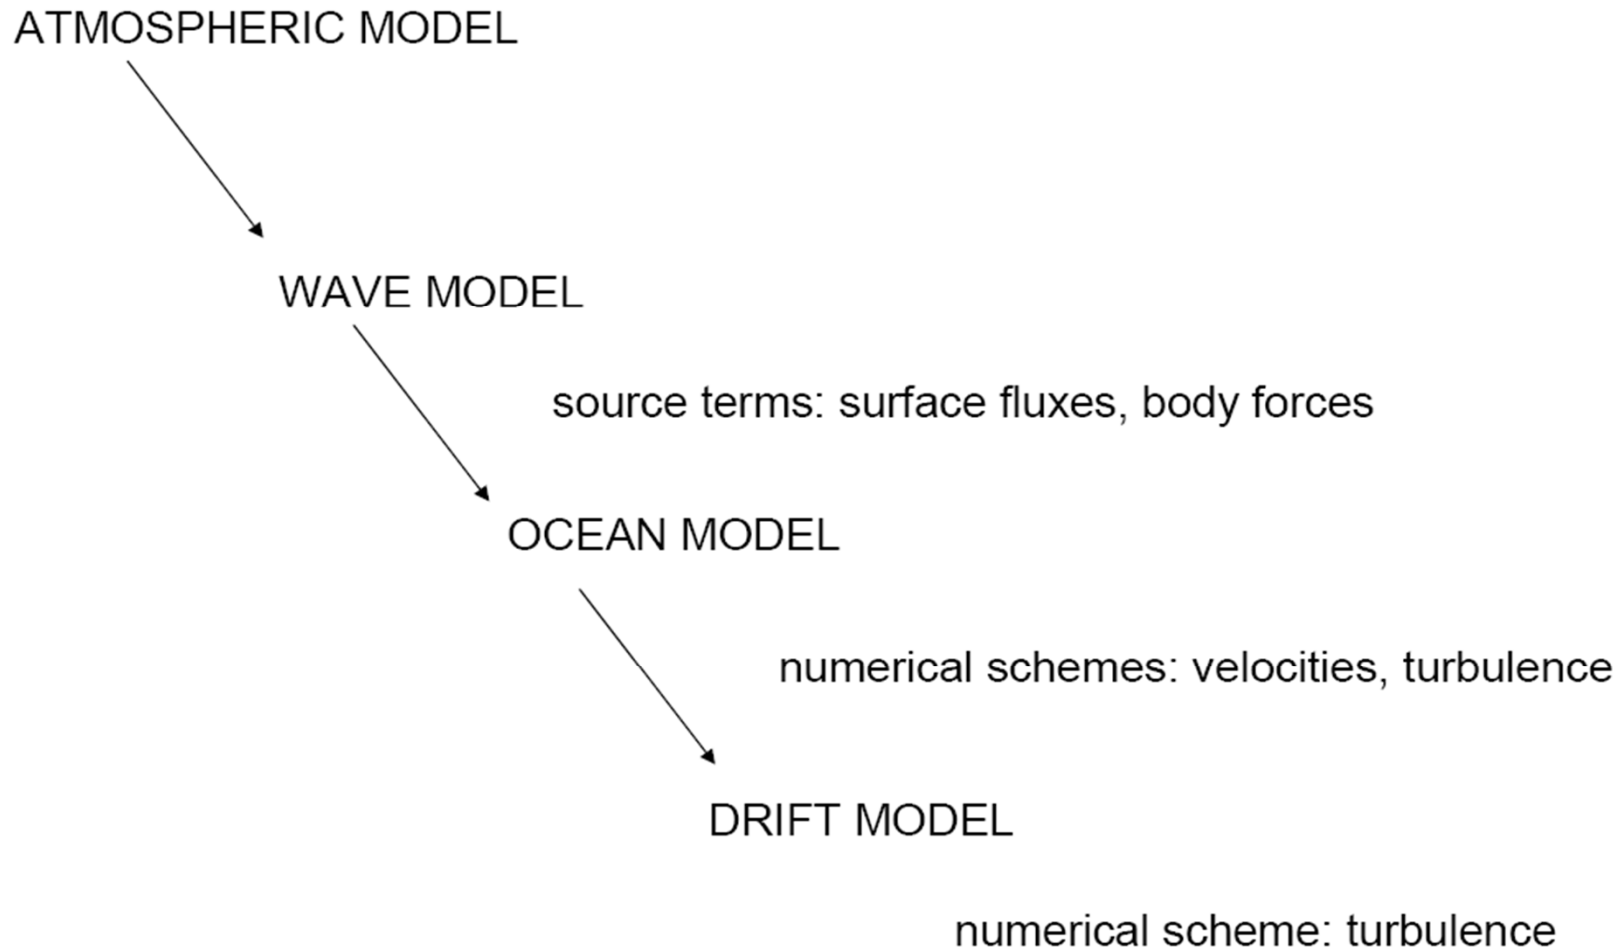 ATMOSPHERIC MODEL
WAVE MODEL
source terms: surface fluxes, body forces
OCEAN MODEL
numerical schemes: velocities, turbulence
DRIFT MODEL
numerical scheme: turbulence